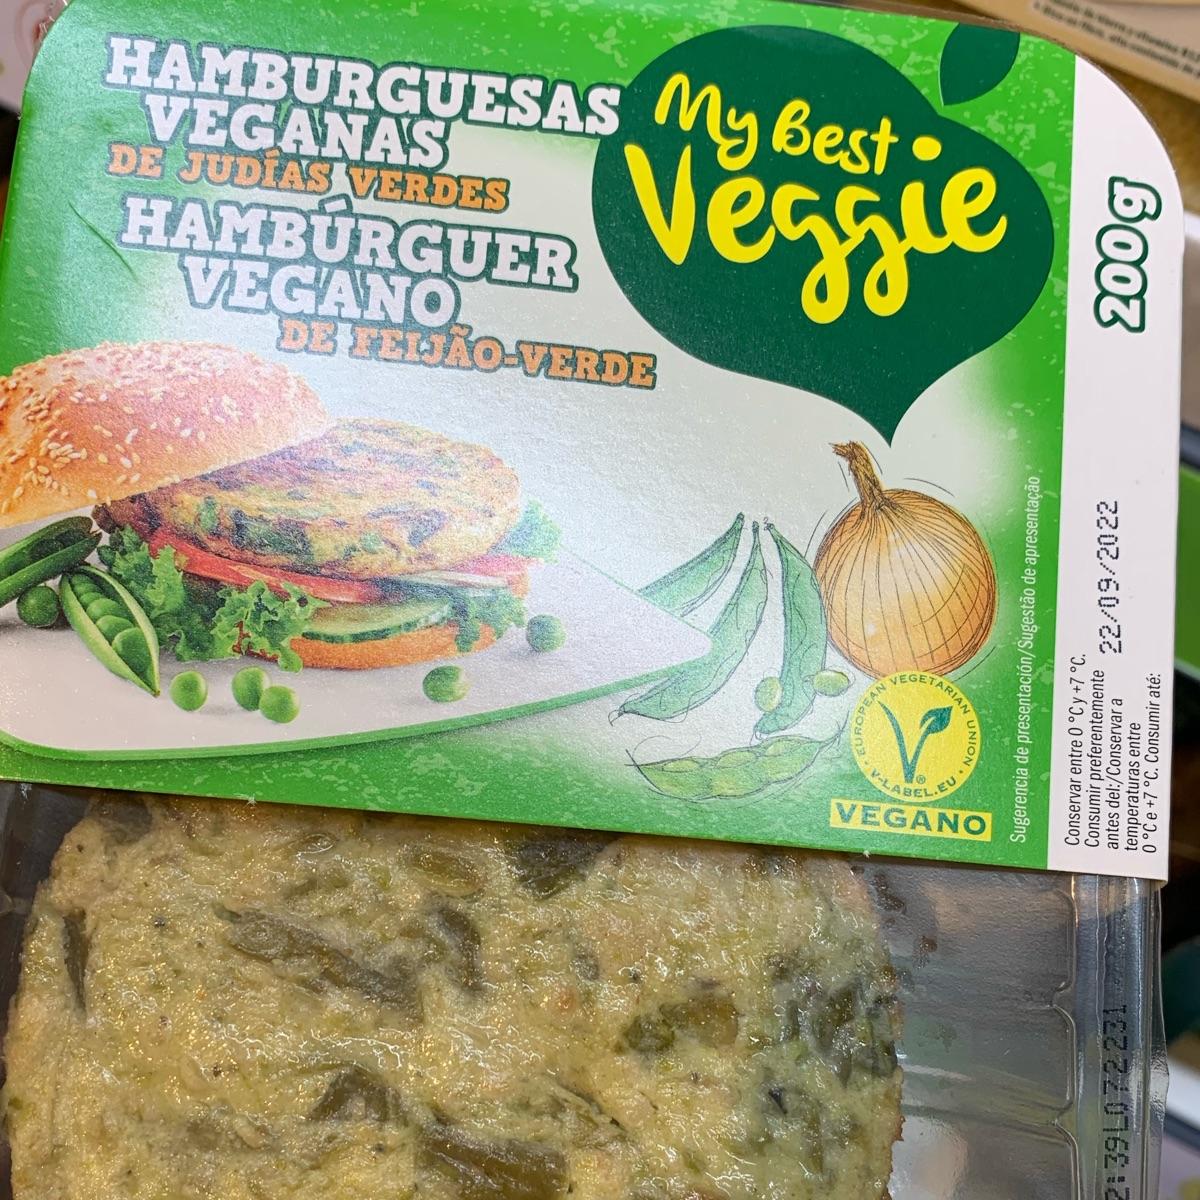 HAMBURGUESAS
VEGANAS
DE JUDÍAS VERDES
HAMBÚRGUER
VEGANO
DE FEIJÃO-VERDE
My Best
Veggie
200g
EUROPEAN VEGETARIAN UNION
V-LABEL.EU
VEGANO
Sugerencia de presentación/Sugestão de apresentação
Conservar entre 0 °C y +7 °C.
Consumir preferentemente
antes del:/Conservar a
temperaturas entre
0 °C e +7 °C. Consumir até:
22/09/2022
2:39L072231